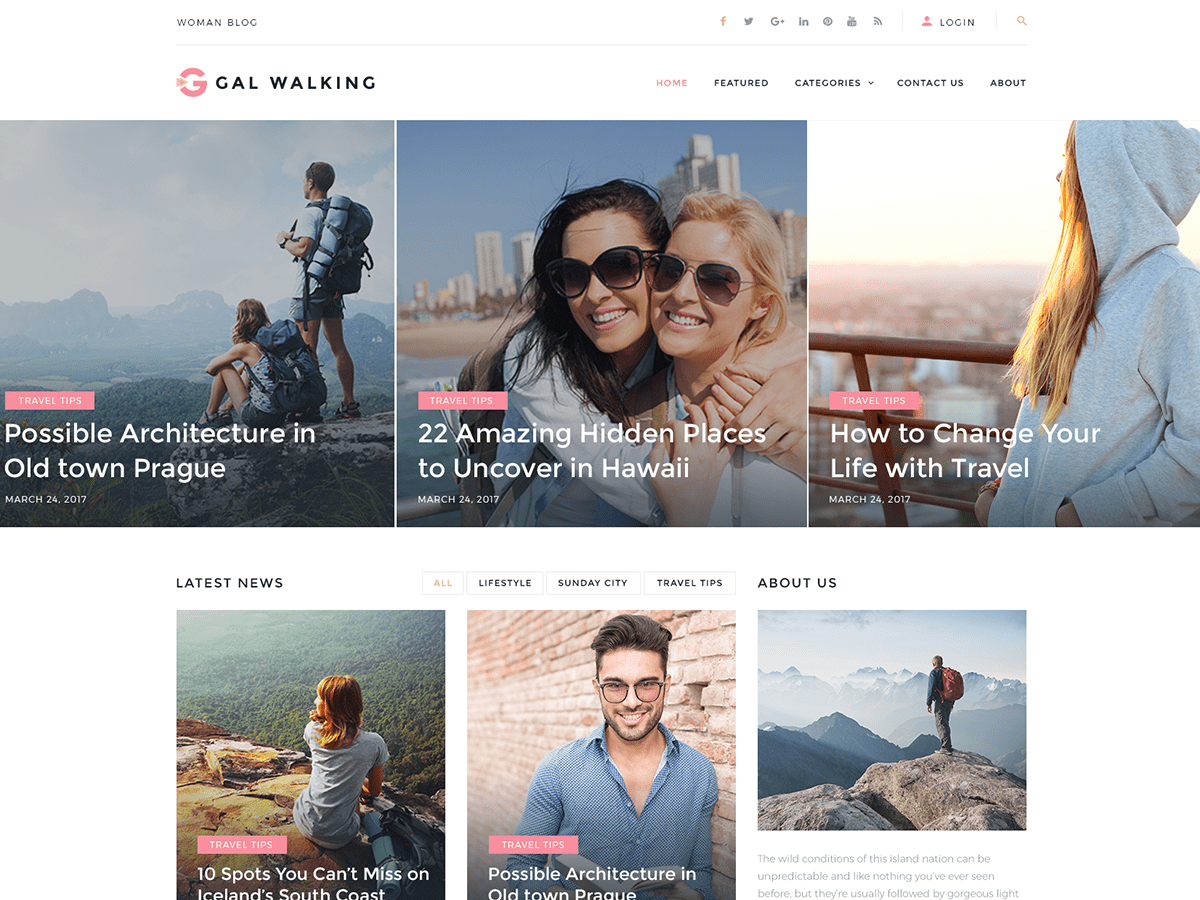 WOMAN BLOG
LOGIN
GAL WALKING
HOME FEATURED CATEGORIES CONTACT US ABOUT
TRAVEL TIPS
Possible Architecture in
Old town Prague
MARCH 24, 2017
TRAVEL TIPS
22 Amazing Hidden Places
to Uncover in Hawaii
MARCH 24, 2017
TRAVEL TIPS
How to Change Your
Life with Travel
MARCH 24, 2017
LATEST NEWS
ALL LIFESTYLE SUNDAY CITY TRAVEL TIPS
TRAVEL TIPS
10 Spots You Can't Miss on
Iceland's South Coast
TRAVEL TIPS
Possible Architecture in
Old town Prague
ABOUT US
The wild conditions of this island nation can be
unpredictable and like nothing you've ever seen
before, but they're usually followed by gorgeous light